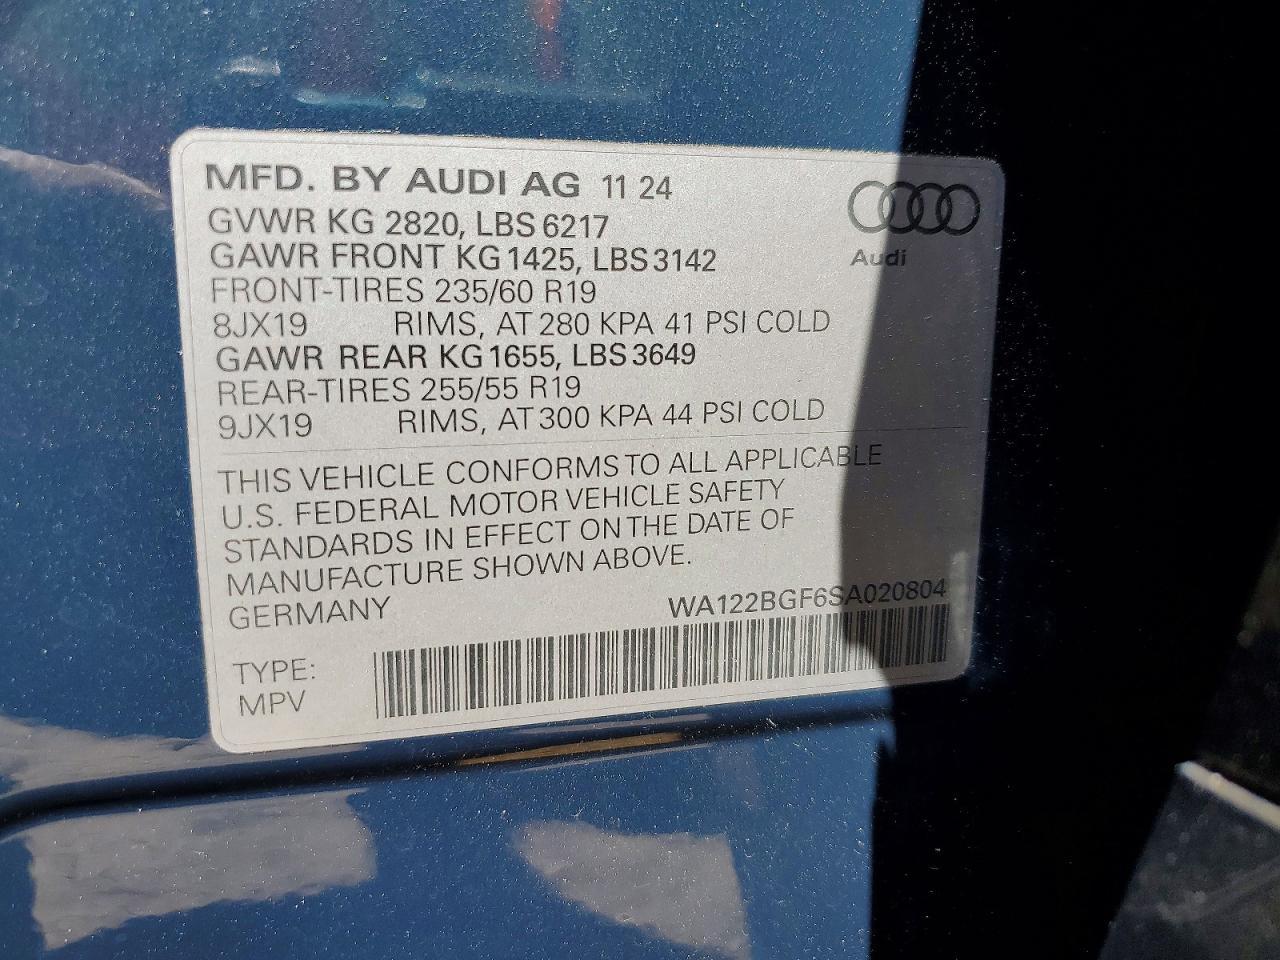 MFD. BY AUDI AG 11 24
GVWR KG 2820, LBS 6217
GAWR FRONT KG 1425, LBS 3142
FRONT-TIRES 235/60 R19
8JX19 RIMS, AT 280 KPA 41 PSI COLD
GAWR REAR KG 1655, LBS 3649
REAR-TIRES 255/55 R19
9JX19 RIMS, AT 300 KPA 44 PSI COLD
Audi
THIS VEHICLE CONFORMS TO ALL APPLICABLE
U.S. FEDERAL MOTOR VEHICLE SAFETY
STANDARDS IN EFFECT ON THE DATE OF
MANUFACTURE SHOWN ABOVE.
GERMANY WA122BGF6SA020804
TYPE:
MPV